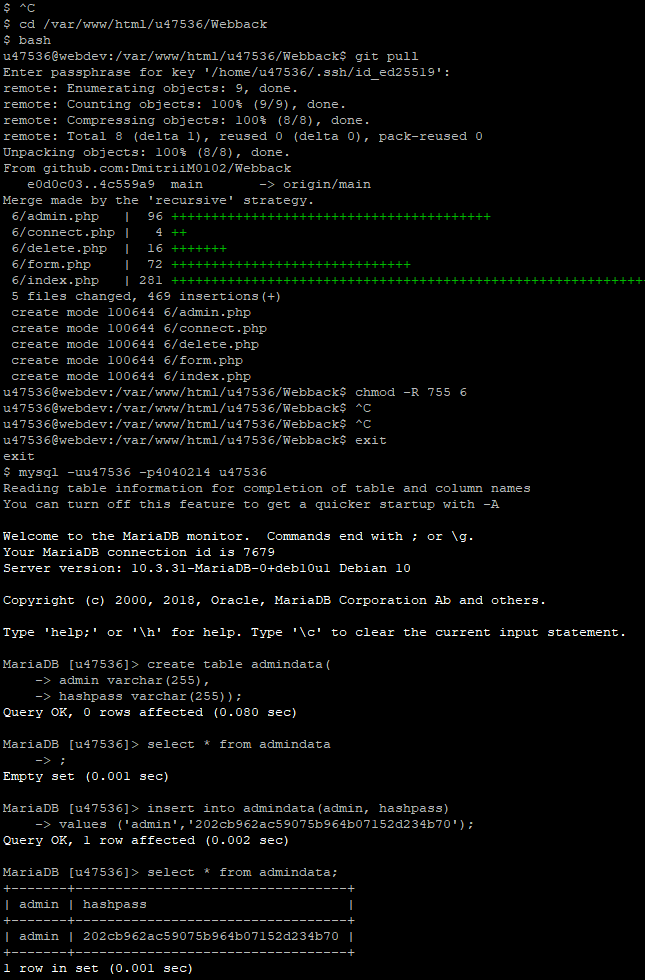 $ ^C
$ cd /var/www/html/u47536/Webback
$ bash
u47536@webdev:/var/www/html/u47536/Webback$ git pull
Enter passphrase for key '/home/u47536/.ssh/id_ed25519':
remote: Enumerating objects: 9, done.
remote: Counting objects: 100% (9/9), done.
remote: Compressing objects: 100% (8/8), done.
remote: Total 8 (delta 1), reused 0 (delta 0), pack-reused 0
Unpacking objects: 100% (8/8), done.
From github.com:DmitriiM0102/Webback
   e0d0c03..4c559a9  main       -> origin/main
Merge made by the 'recursive' strategy.
 6/admin.php   |  96 ++++++++++++++++++++++++++++++++++++++++
 6/connect.php |   4 ++
 6/delete.php  |  16 +++++++
 6/form.php    |  72 ++++++++++++++++++++++++++++++
 6/index.php   | 281 +++++++++++++++++++++++++++++++++++++++++++++++++++++++++++
 5 files changed, 469 insertions(+)
 create mode 100644 6/admin.php
 create mode 100644 6/connect.php
 create mode 100644 6/delete.php
 create mode 100644 6/form.php
 create mode 100644 6/index.php
u47536@webdev:/var/www/html/u47536/Webback$ chmod -R 755 6
u47536@webdev:/var/www/html/u47536/Webback$ ^C
u47536@webdev:/var/www/html/u47536/Webback$ ^C
u47536@webdev:/var/www/html/u47536/Webback$ exit
exit
$ mysql -uu47536 -p4040214 u47536
Reading table information for completion of table and column names
You can turn off this feature to get a quicker startup with -A

Welcome to the MariaDB monitor.  Commands end with ; or \g.
Your MariaDB connection id is 7679
Server version: 10.3.31-MariaDB-0+deb10u1 Debian 10

Copyright (c) 2000, 2018, Oracle, MariaDB Corporation Ab and others.

Type 'help;' or '\h' for help. Type '\c' to clear the current input statement.

MariaDB [u47536]> create table admindata(
    -> admin varchar(255),
    -> hashpass varchar(255));
Query OK, 0 rows affected (0.080 sec)

MariaDB [u47536]> select * from admindata
    -> ;
Empty set (0.001 sec)

MariaDB [u47536]> insert into admindata(admin, hashpass)
    -> values ('admin','202cb962ac59075b964b07152d234b70');
Query OK, 1 row affected (0.002 sec)

MariaDB [u47536]> select * from admindata;
+-------+----------------------------------+
| admin | hashpass                         |
+-------+----------------------------------+
| admin | 202cb962ac59075b964b07152d234b70 |
+-------+----------------------------------+
1 row in set (0.001 sec)